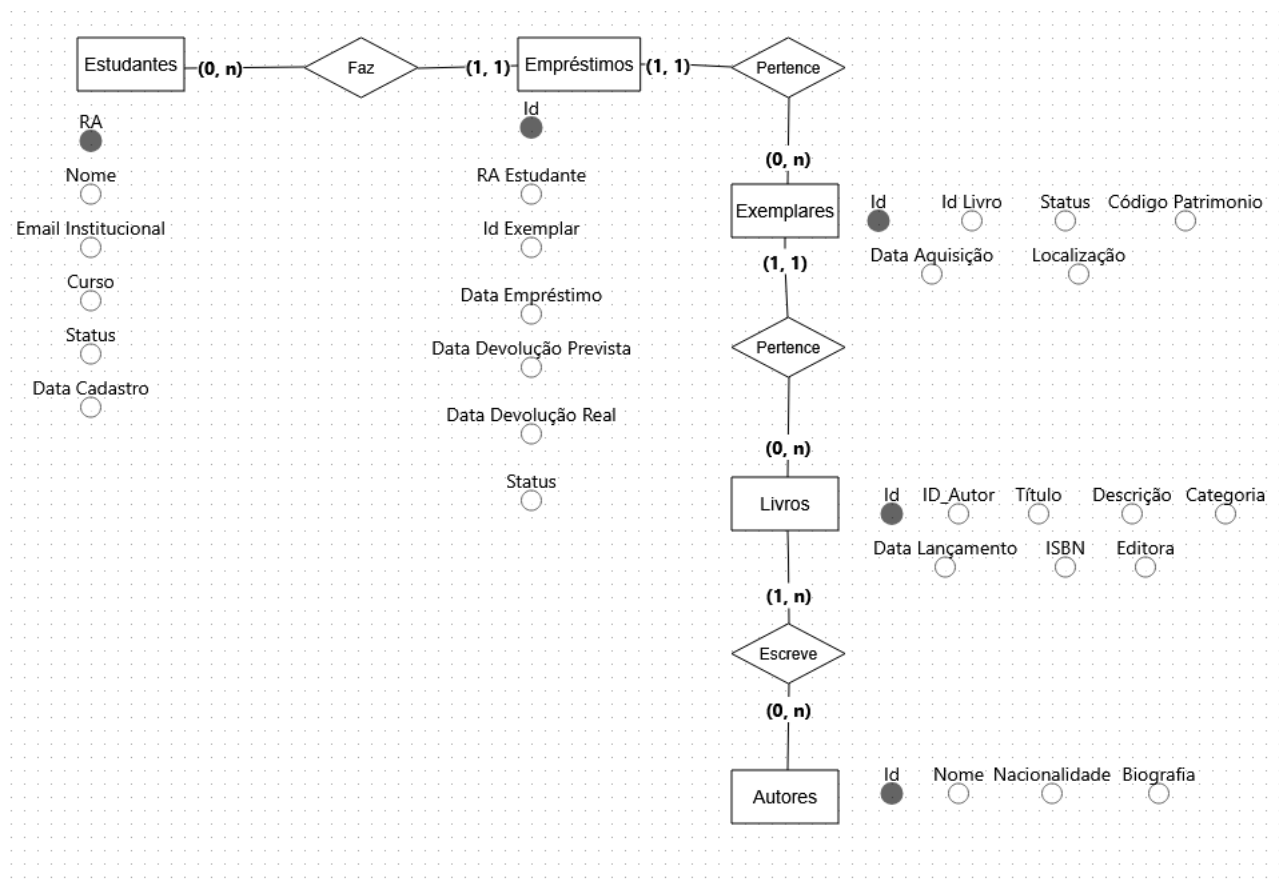 Estudantes
(0, n)
Faz
(1, 1)
Empréstimos
(1, 1)
Pertence
RA
Nome
Email Institucional
Curso
Status
Data Cadastro
Id
RA Estudante
Id Exemplar
Data Empréstimo
Data Devolução Prevista
Data Devolução Real
Status
(0, n)
Exemplares
Id
Id Livro
Status
Código Patrimonio
Data Aquisição
Localização
(1, 1)
Pertence
(0, n)
Livros
Id
ID_Autor
Título
Descrição
Categoria
Data Lançamento
ISBN
Editora
(1, n)
Escreve
(0, n)
Autores
Id
Nome
Nacionalidade
Biografia